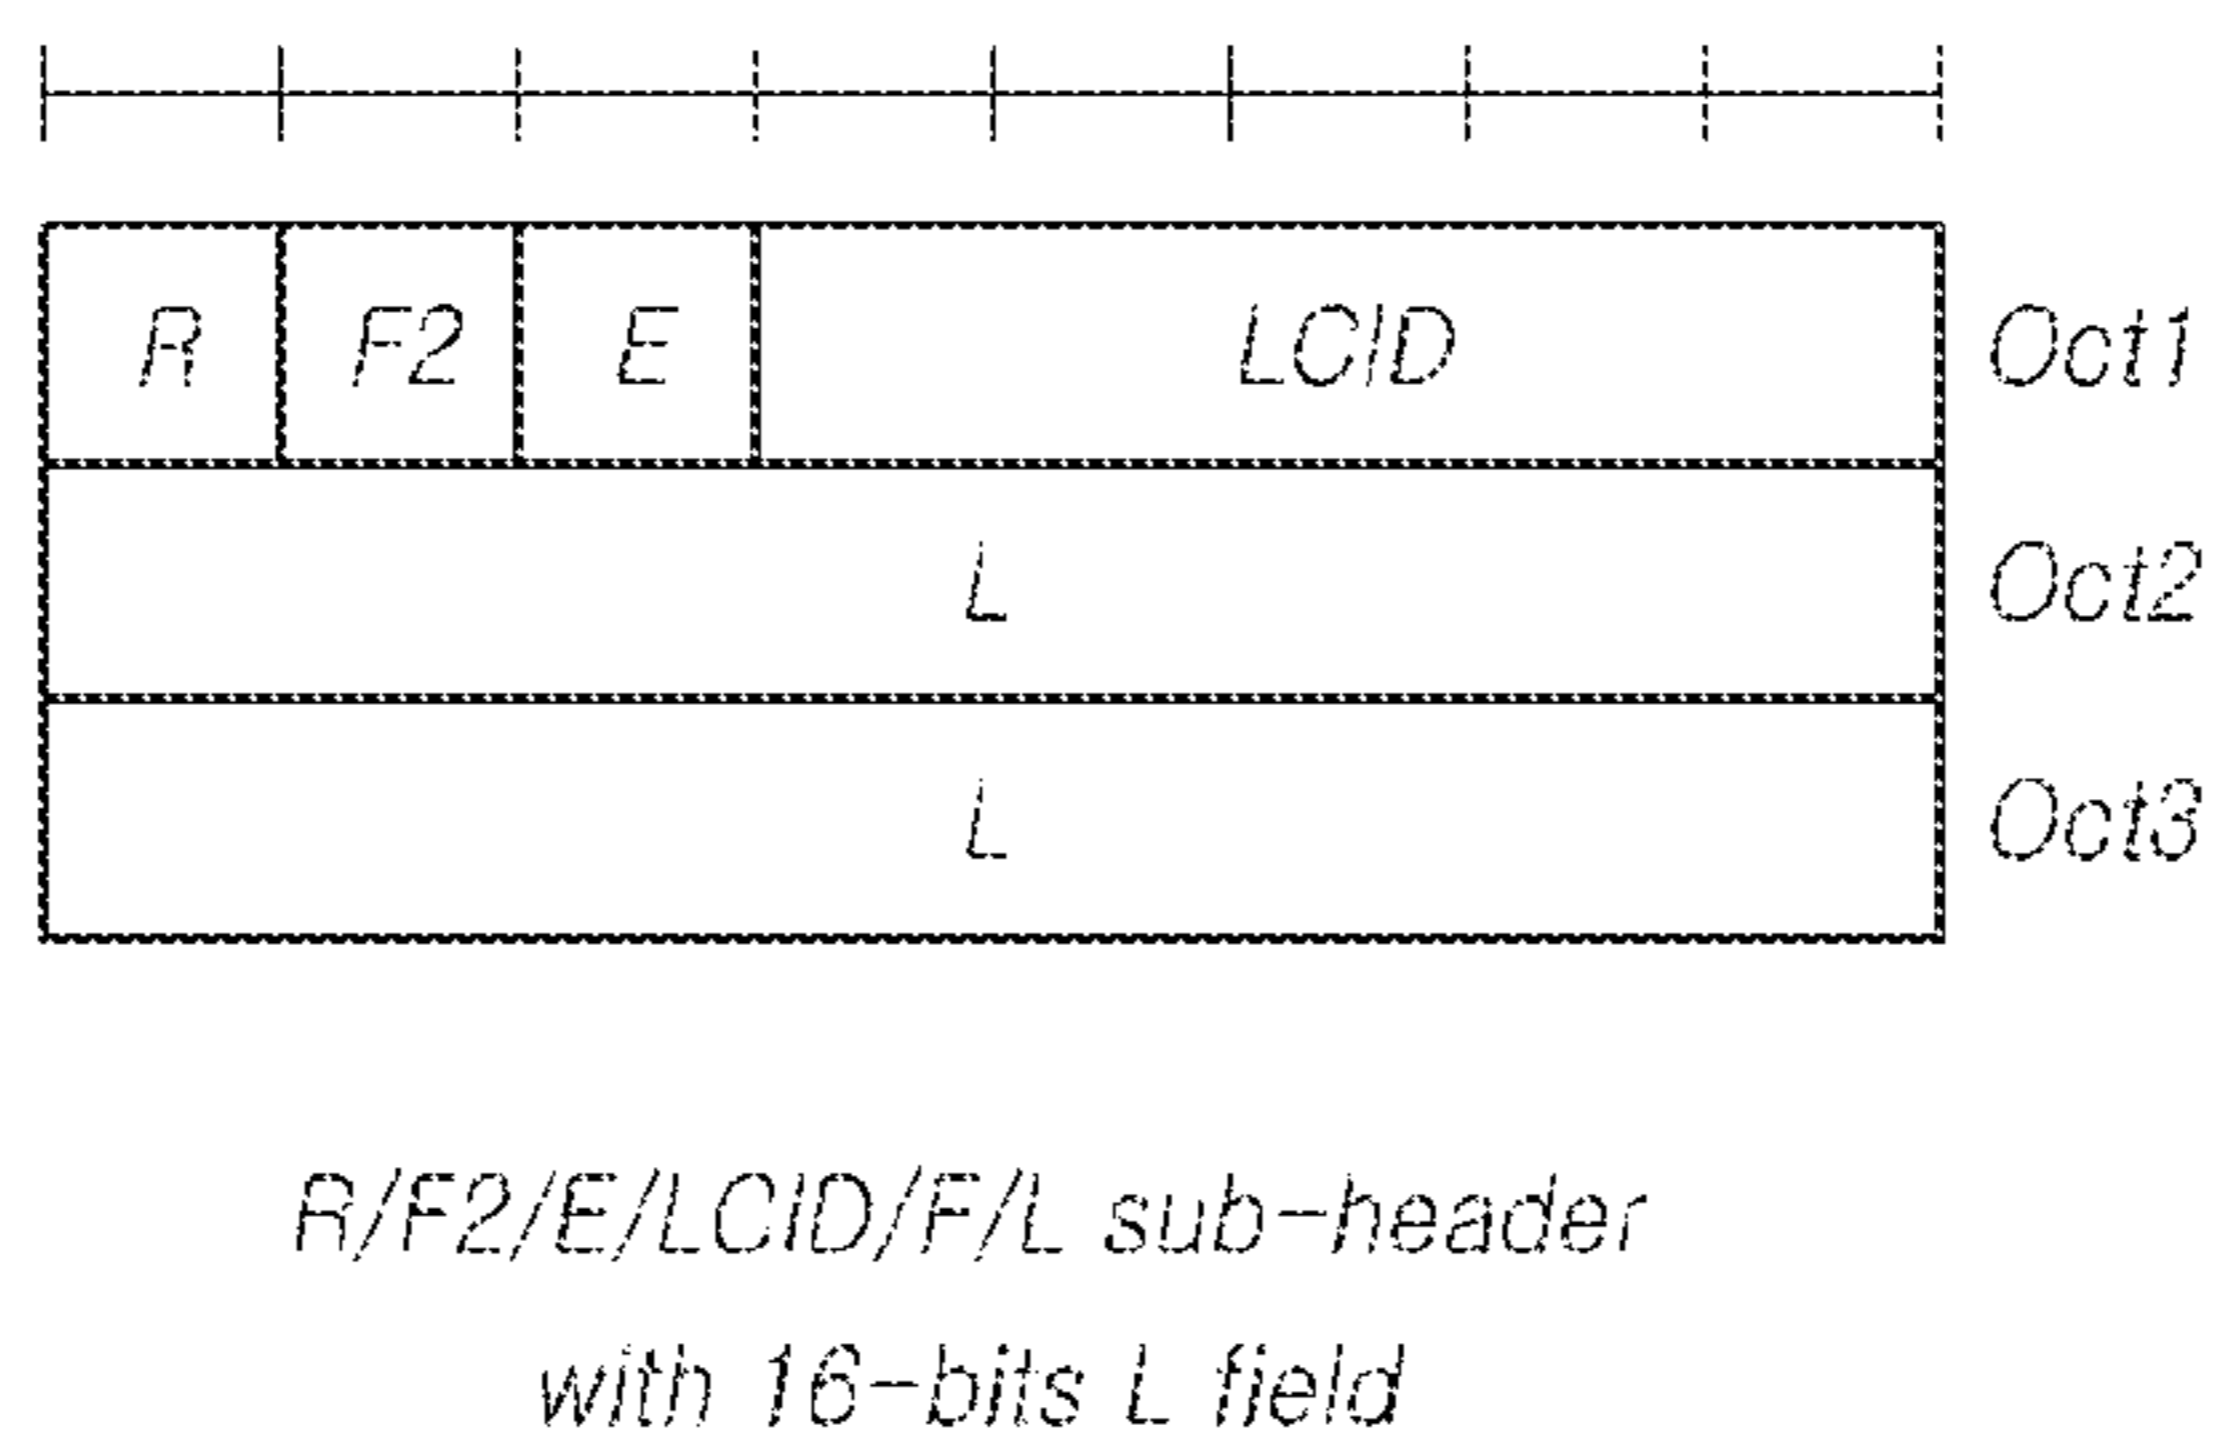 R F2 E LCID Oct1
L Oct2
L Oct3
R/F2/E/LCID/F/L sub-header
with 16-bits L field